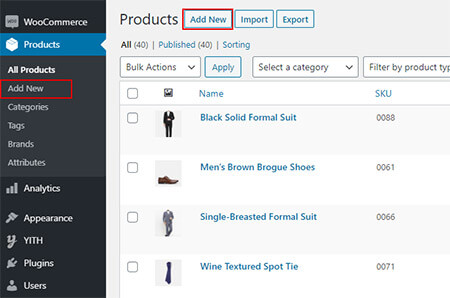 WooCommerce
Products
All Products
Add New
Categories
Tags
Brands
Attributes
Analytics
Appearance
YITH
Plugins
Users
Products Add New Import Export
All (40) | Published (40) | Sorting
Bulk Actions Apply Select a category Filter by product typ
Name SKU
Black Solid Formal Suit 0088
Men's Brown Brogue Shoes 0061
Single-Breasted Formal Suit 0066
Wine Textured Spot Tie 0071